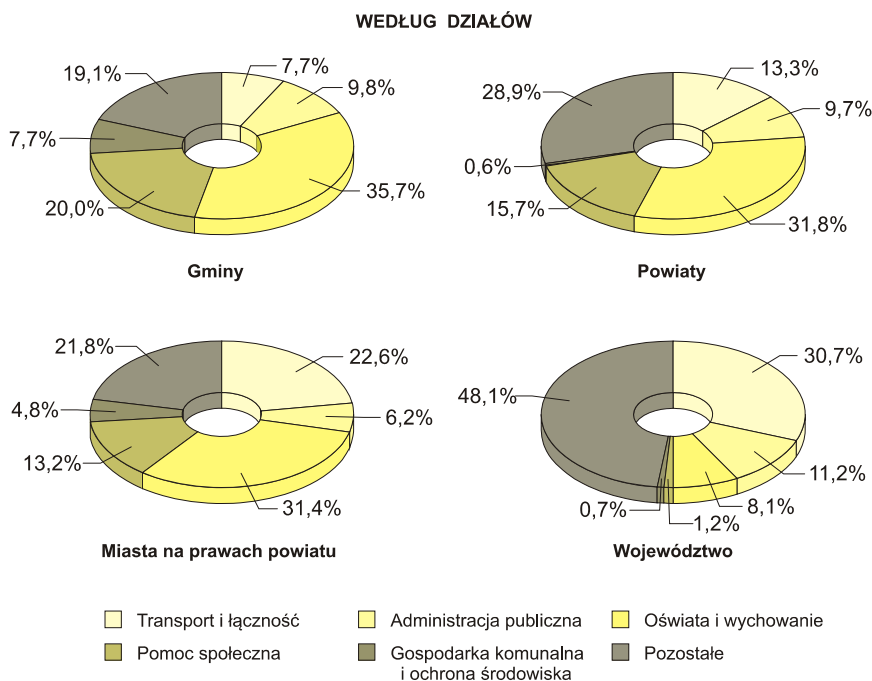 WEDŁUG DZIAŁÓW
19,1%
7,7%
9,8%
7,7%
20,0%
35,7%
Gminy
28,9%
13,3%
9,7%
0,6%
15,7%
31,8%
Powiaty
21,8%
22,6%
4,8%
6,2%
13,2%
31,4%
Miasta na prawach powiatu
48,1%
30,7%
11,2%
0,7%
1,2%
8,1%
Województwo
Transport i łączność
Administracja publiczna
Oświata i wychowanie
Pomoc społeczna
Gospodarka komunalna
i ochrona środowiska
Pozostałe